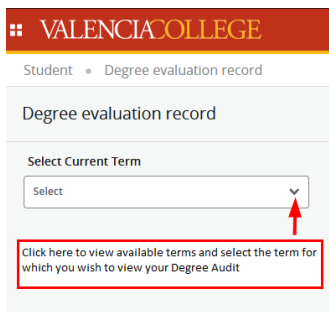 VALENCIACOLLEGE
Student • Degree evaluation record
Degree evaluation record
Select Current Term
Select
Click here to view available terms and select the term for
which you wish to view your Degree Audit